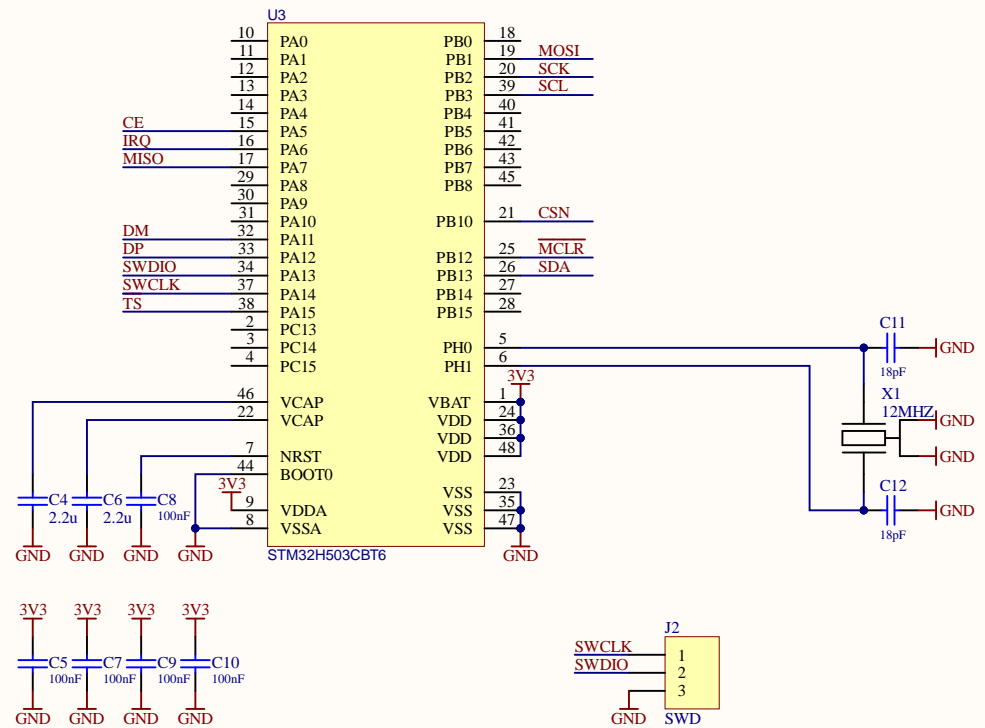 U3
10 PA0 PB0 18
11 PA1 PB1 19 MOSI
12 PA2 PB2 20 SCK
13 PA3 PB3 39 SCL
14 PA4 PB4 40
CE 15 PA5 PB5 41
IRQ 16 PA6 PB6 42
MISO 17 PA7 PB7 43
29 PA8 PB8 45
30 PA9
31 PA10 PB10 21 CSN
DM 32 PA11
DP 33 PA12 PB12 25 MCLR
SWDIO 34 PA13 PB13 26 SDA
SWCLK 37 PA14 PB14 27
TS 38 PA15 PB15 28
2 PC13
3 PC14 PH0 5
4 PC15 PH1 6
46 VCAP VBAT 1 3V3
22 VCAP VDD 24
VDD 36
7 NRST VDD 48
44 BOOT0
3V3 9 VDDA VSS 23
8 VSSA VSS 35
VSS 47
STM32H503CBT6
C4 2.2u
C6 2.2u
C8 100nF
GND GND GND GND GND
C11 18pF GND
X1
12MHZ GND
GND
C12 18pF GND
3V3 3V3 3V3 3V3
C5 100nF
C7 100nF
C9 100nF
C10 100nF
GND GND GND GND
J2
SWCLK 1
SWDIO 2
3
GND SWD